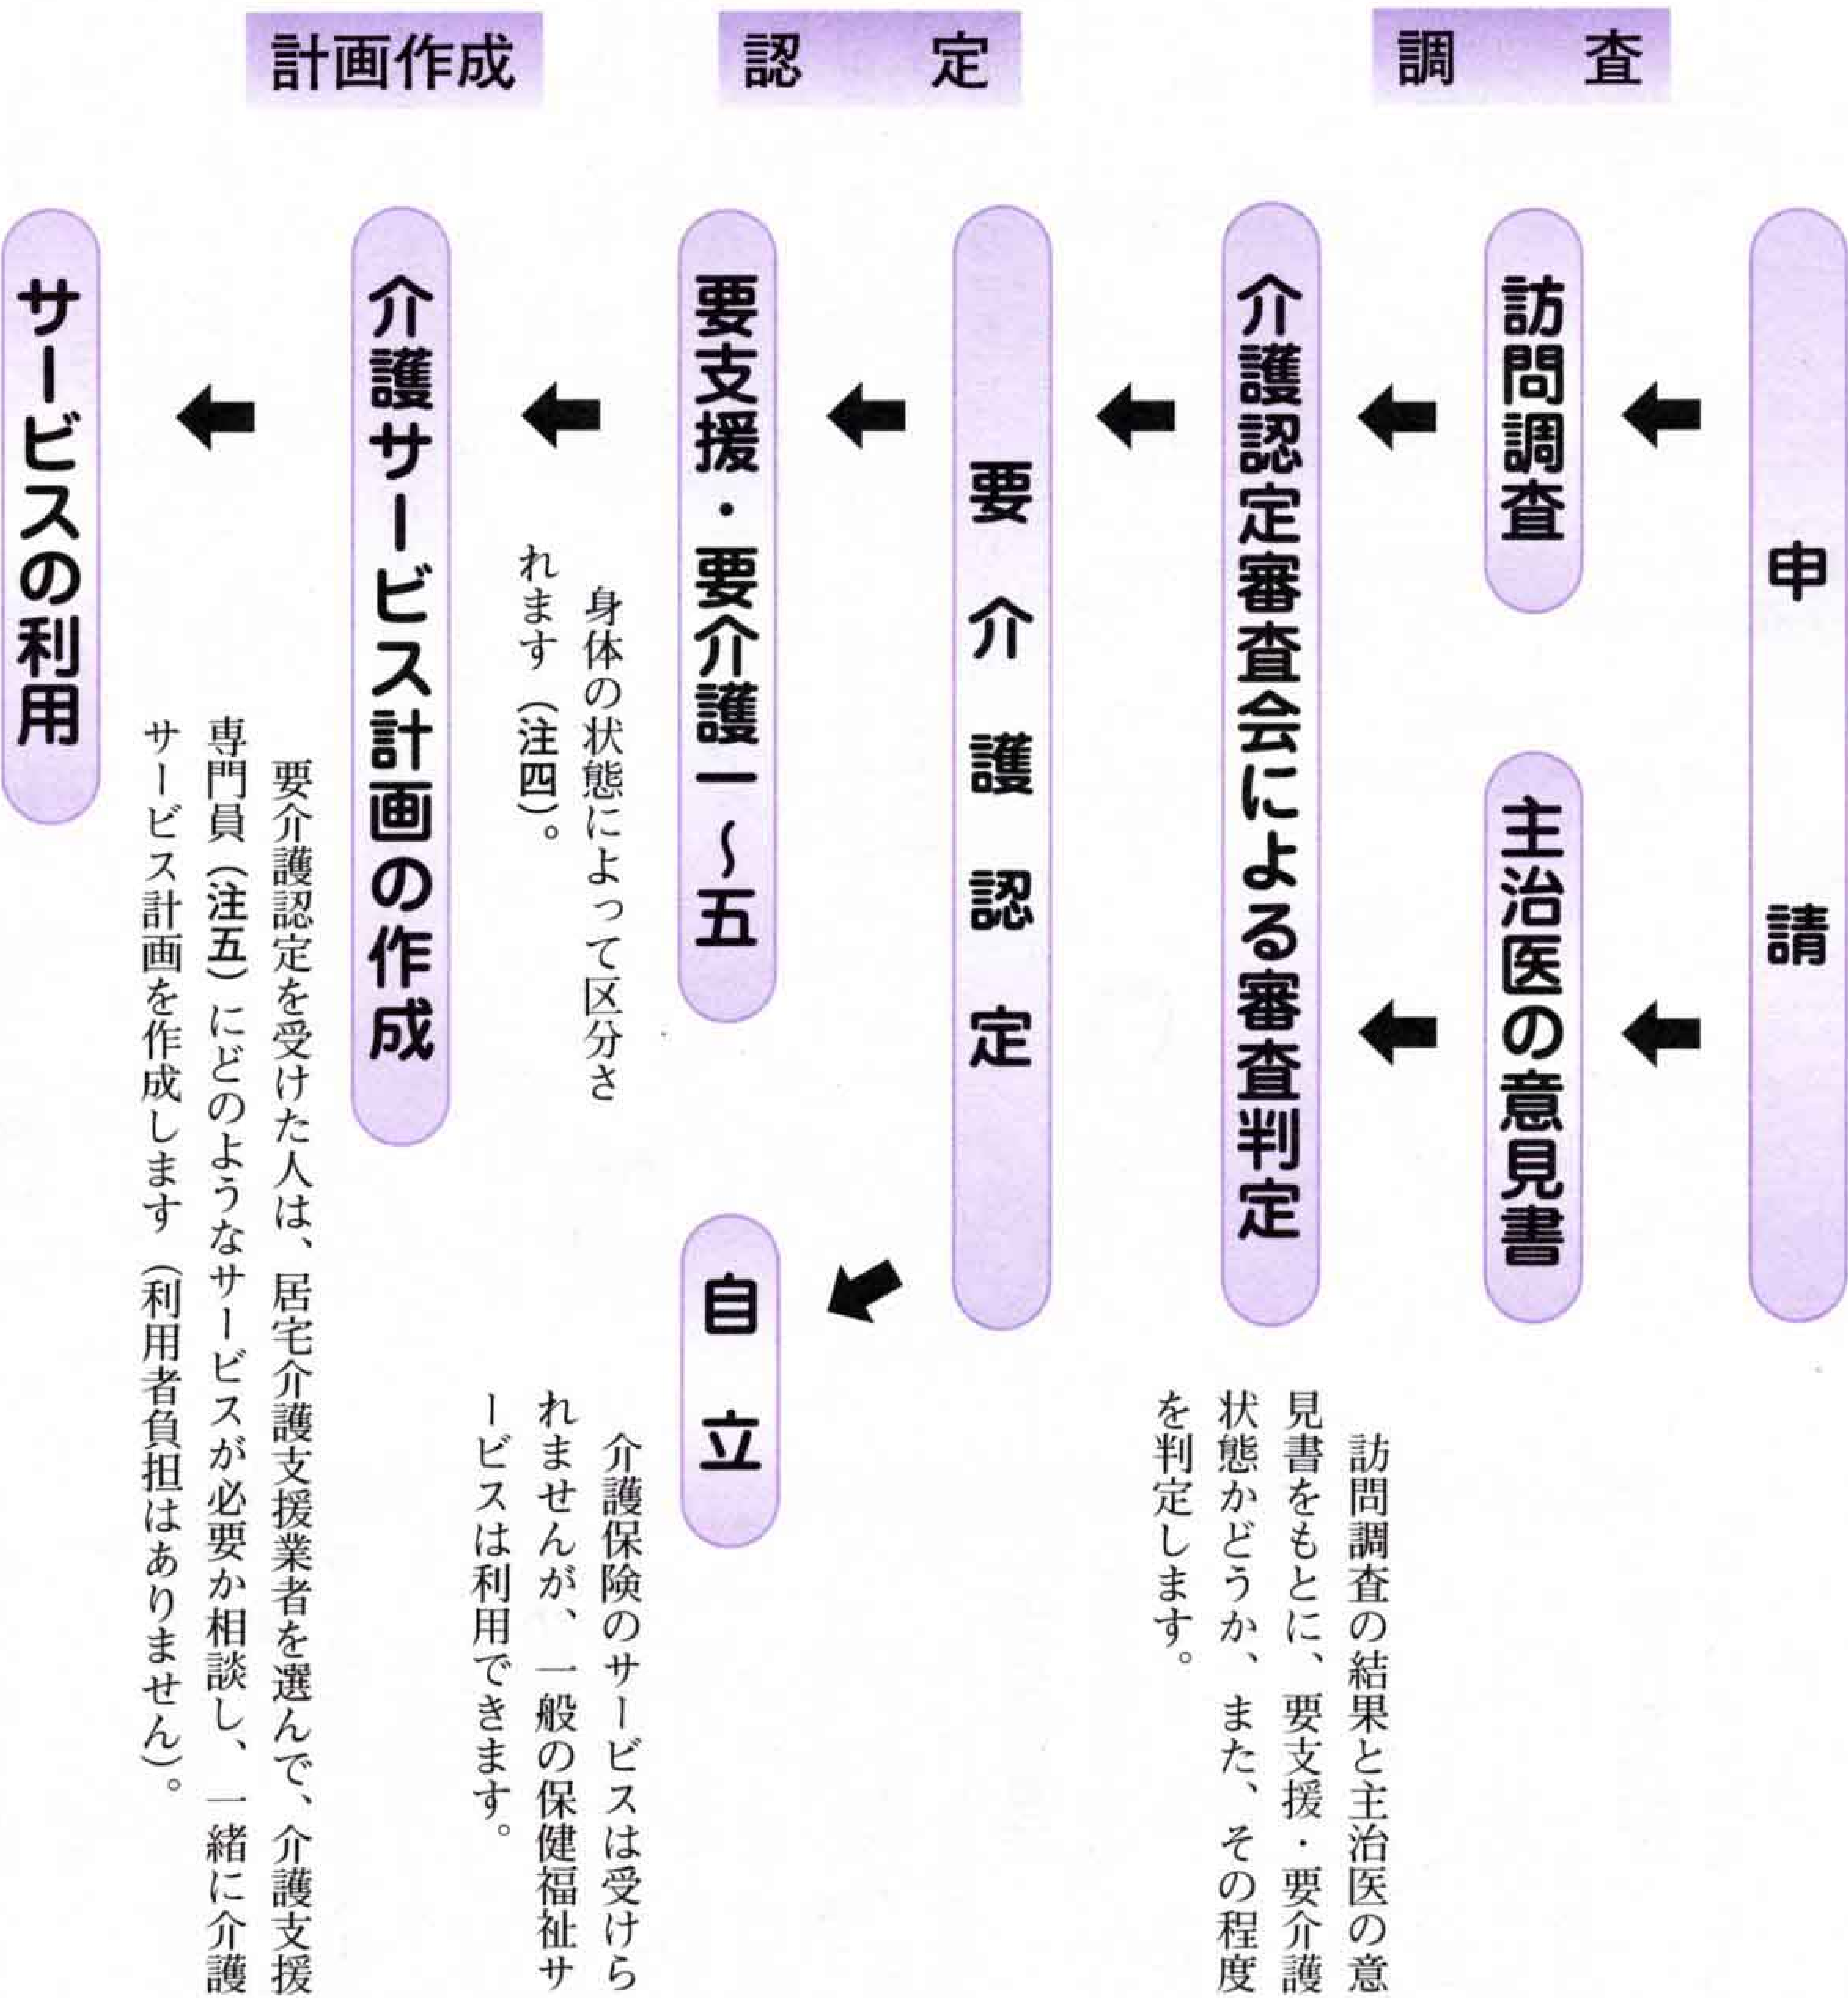 申請
調査
訪問調査
主治医の意見書
介護認定審査会による審査判定
訪問調査の結果と主治医の意
見書をもとに、要支援・要介護
状態かどうか、また、その程度
を判定します。
認定
要介護認定
要支援・要介護一～五
身体の状態によって区分さ
れます（注四）。
自立
介護保険のサービスは受けら
れませんが、一般の保健福祉サ
ービスは利用できます。
計画作成
介護サービス計画の作成
要介護認定を受けた人は、居宅介護支援業者を選んで、介護支援
専門員（注五）にどのようなサービスが必要か相談し、一緒に介護
サービス計画を作成します（利用者負担はありません）。
サービスの利用